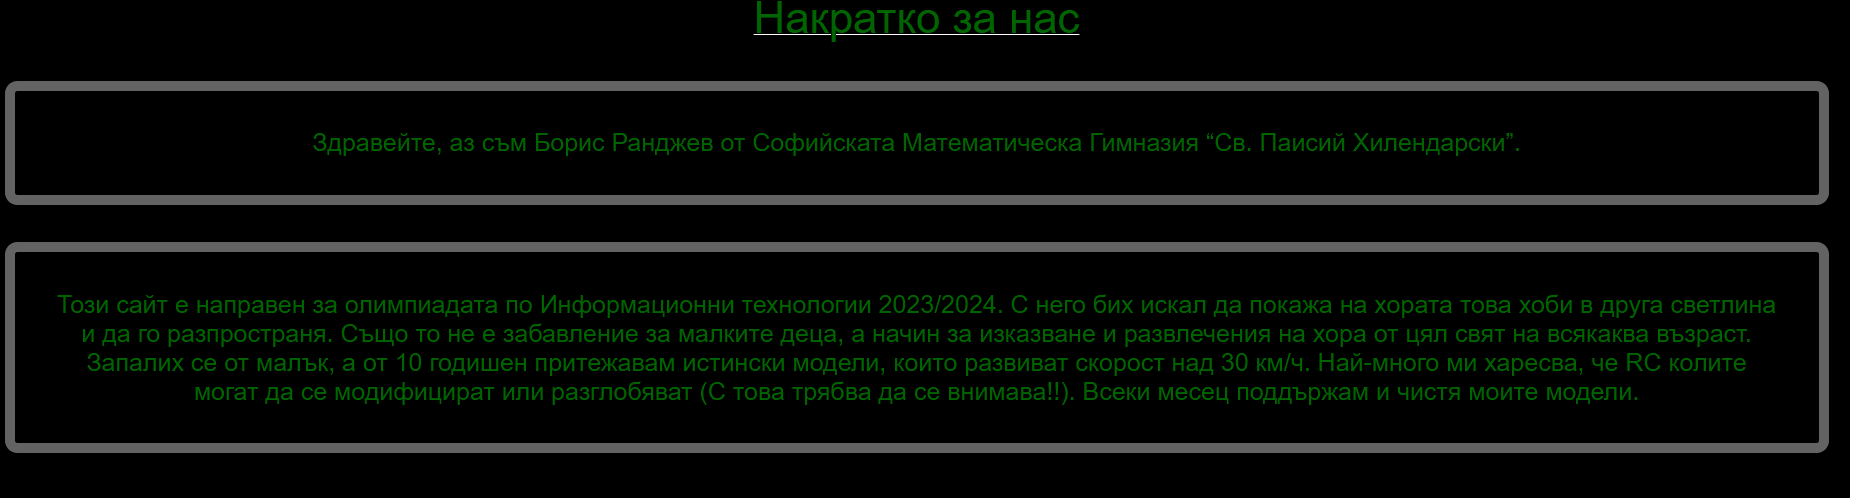 Накратко за нас
Здравейте, аз съм Борис Ранджев от Софийската Математическа Гимназия “Св. Паисий Хилендарски”.
Този сайт е направен за олимпиадата по Информационни технологии 2023/2024. С него бих искал да покажа на хората това хоби в друга светлина
и да го разпространя. Също то не е забавление за малките деца, а начин за изказване и развлечения на хора от цял свят на всякаква възраст.
Запалих се от малък, а от 10 годишен притежавам истински модели, които развиват скорост над 30 км/ч. Най-много ми харесва, че RC колите
могат да се модифицират или разглобяват (С това трябва да се внимава!!). Всеки месец поддържам и чистя моите модели.